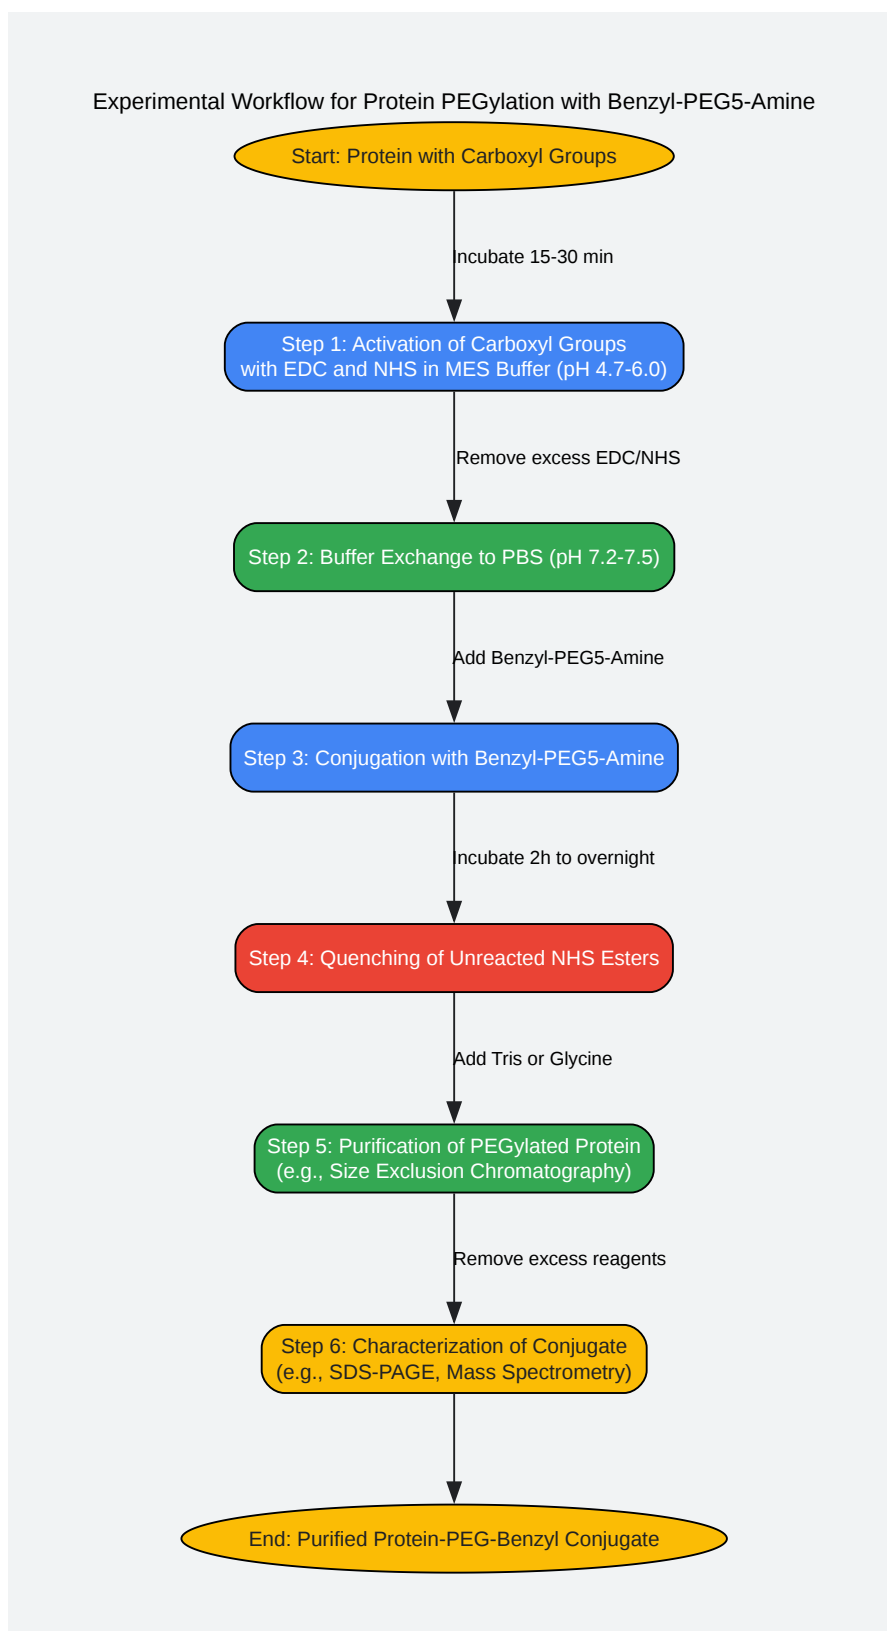 Experimental Workflow for Protein PEGylation with Benzyl-PEG5-Amine
Start: Protein with Carboxyl Groups
Incubate 15-30 min
Step 1: Activation of Carboxyl Groups
with EDC and NHS in MES Buffer (pH 4.7-6.0)
Remove excess EDC/NHS
Step 2: Buffer Exchange to PBS (pH 7.2-7.5)
Add Benzyl-PEG5-Amine
Step 3: Conjugation with Benzyl-PEG5-Amine
Incubate 2h to overnight
Step 4: Quenching of Unreacted NHS Esters
Add Tris or Glycine
Step 5: Purification of PEGylated Protein
(e.g., Size Exclusion Chromatography)
Remove excess reagents
Step 6: Characterization of Conjugate
(e.g., SDS-PAGE, Mass Spectrometry)
End: Purified Protein-PEG-Benzyl Conjugate